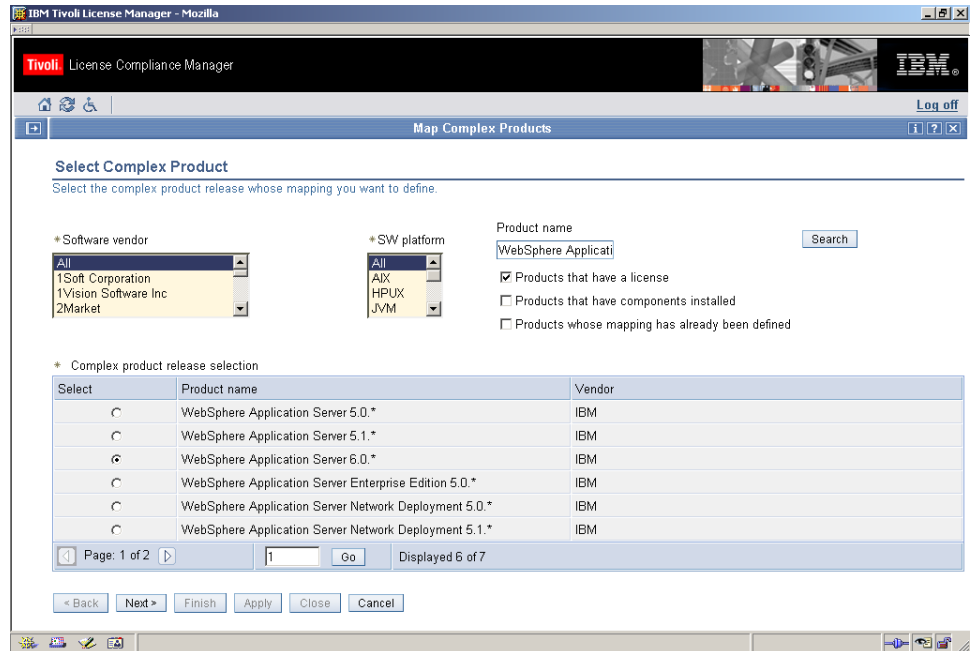 IBM Tivoli License Manager - Mozilla
Tivoli. License Compliance Manager
IBM®
Log off
Map Complex Products
i ? X
Select Complex Product
Select the complex product release whose mapping you want to define.
*Software vendor
All
1Soft Corporation
1Vision Software Inc
2Market
*SW platform
All
AIX
HPUX
JVM
Product name
WebSphere Applicati
Search
Products that have a license
Products that have components installed
Products whose mapping has already been defined
* Complex product release selection
Select Product name Vendor
WebSphere Application Server 5.0.* IBM
WebSphere Application Server 5.1.* IBM
WebSphere Application Server 6.0.* IBM
WebSphere Application Server Enterprise Edition 5.0.* IBM
WebSphere Application Server Network Deployment 5.0.* IBM
WebSphere Application Server Network Deployment 5.1.* IBM
Page: 1 of 2 1 Go Displayed 6 of 7
< Back Next > Finish Apply Close Cancel